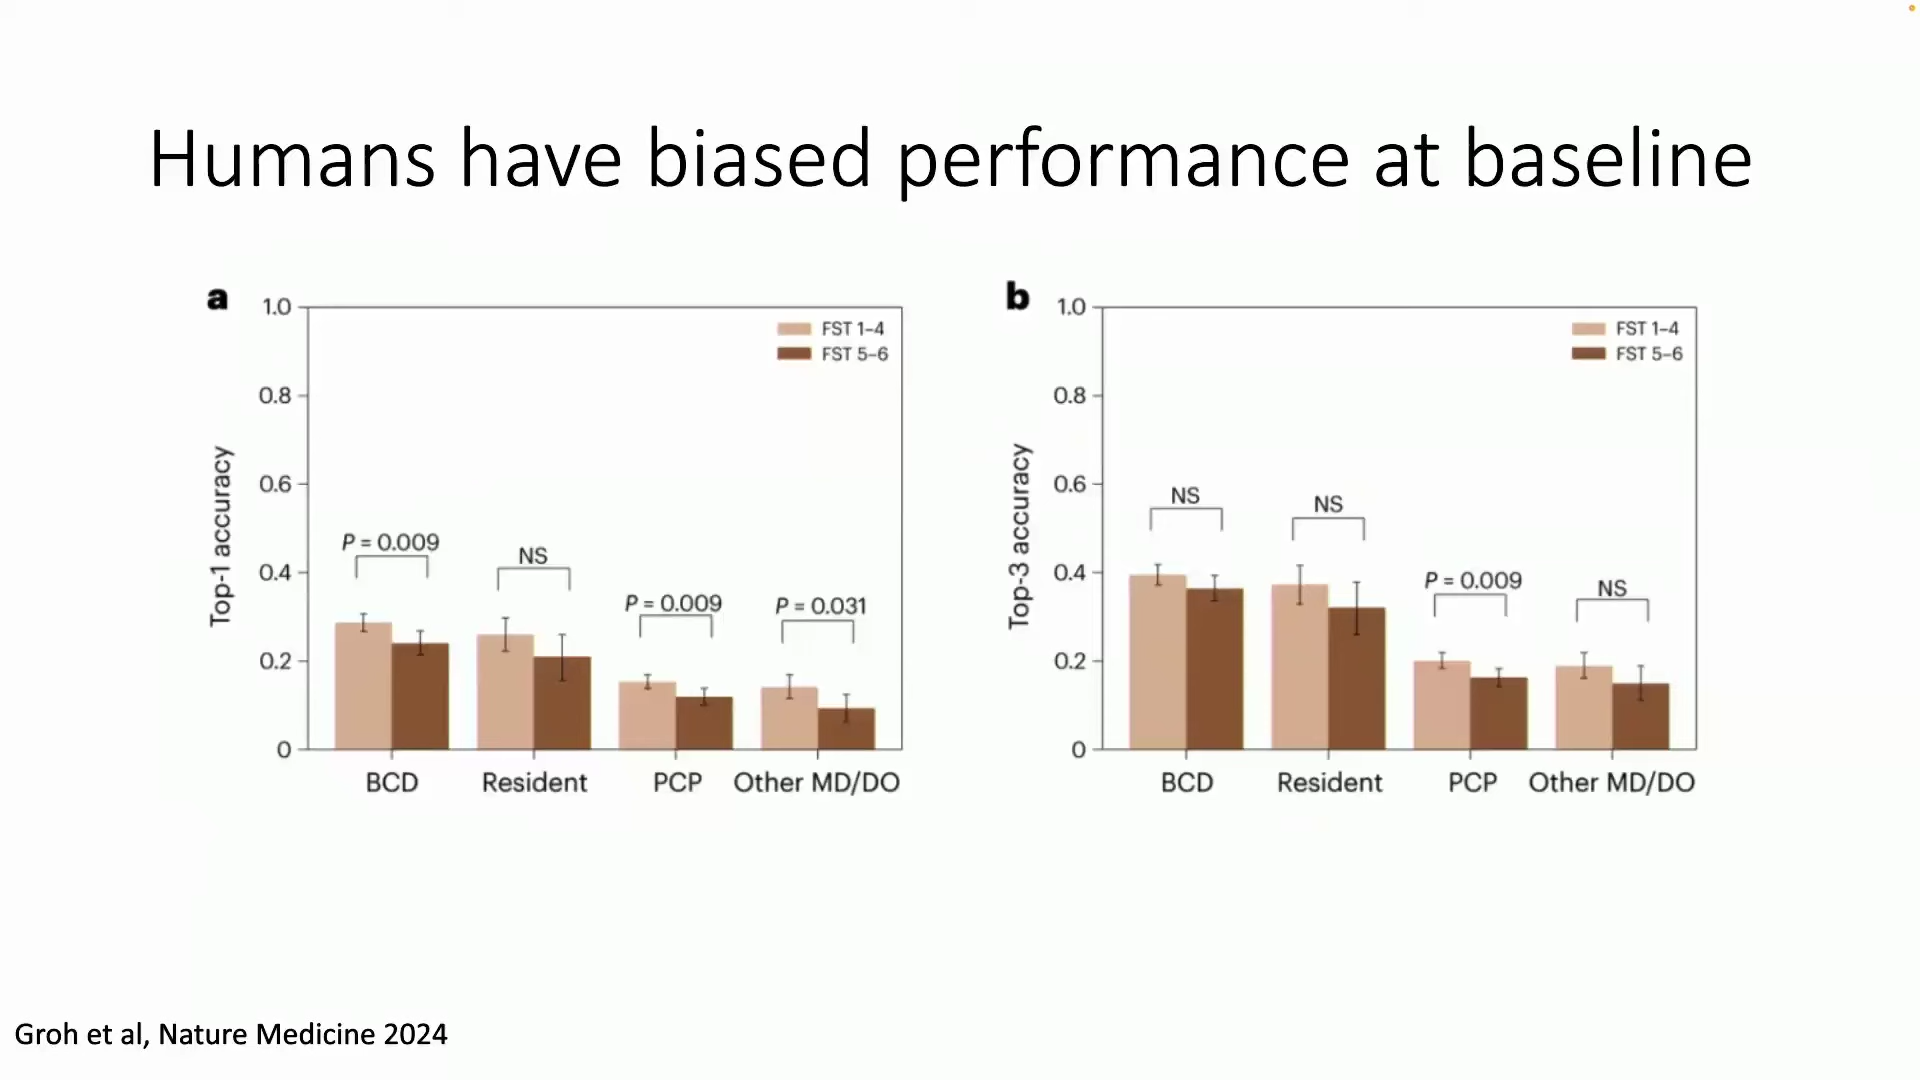 Humans have biased performance at baseline
a
1.0
0.8
0.6
0.4
0.2
0
Top-1 accuracy
FST 1–4
FST 5–6
P = 0.009
NS
P = 0.009
P = 0.031
BCD
Resident
PCP
Other MD/DO
b
1.0
0.8
0.6
0.4
0.2
0
Top-3 accuracy
FST 1–4
FST 5–6
NS
NS
P = 0.009
NS
BCD
Resident
PCP
Other MD/DO
Groh et al, Nature Medicine 2024